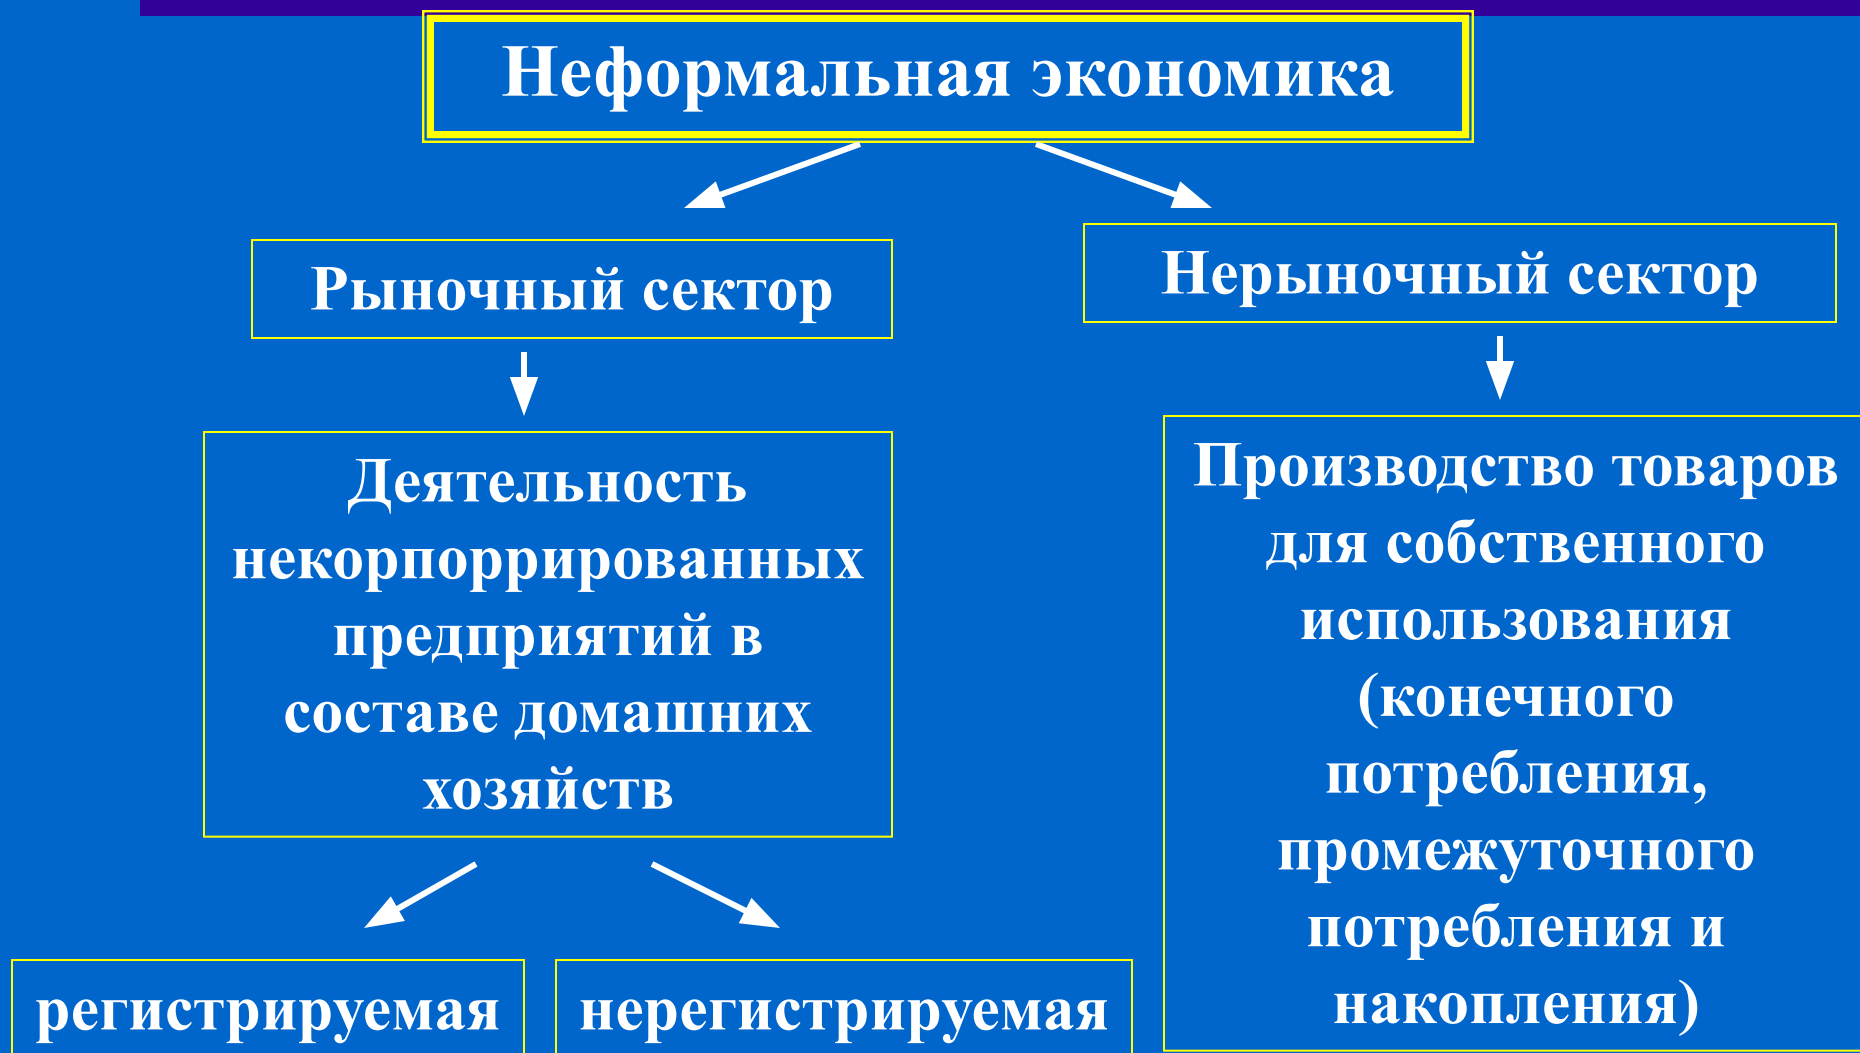 Неформальная экономика
Рыночный сектор
Нерыночный сектор
Деятельность
некорпоррированных
предприятий в
составе домашних
хозяйств
Производство товаров
для собственного
использования
(конечного
потребления,
промежуточного
потребления и
накопления)
регистрируемая
нерегистрируемая